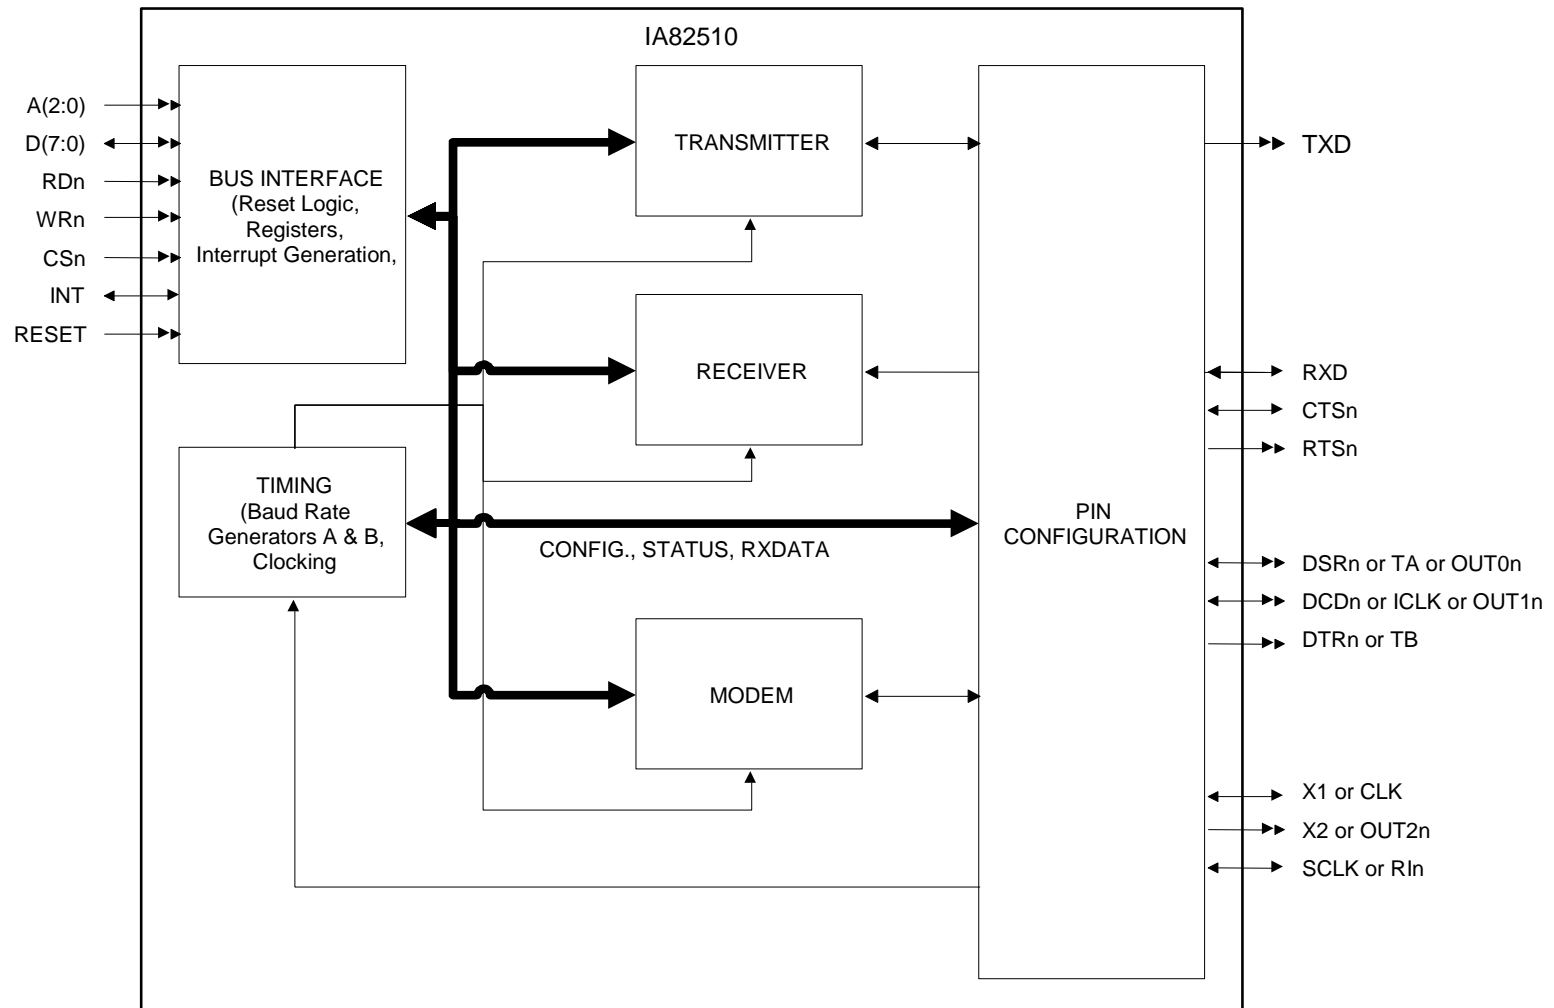 IA82510
A(2:0)
D(7:0)
RDn
WRn
CSn
INT
RESET
BUS INTERFACE
(Reset Logic,
Registers,
Interrupt Generation,
TIMING
(Baud Rate
Generators A & B,
Clocking
TRANSMITTER
RECEIVER
CONFIG., STATUS, RXDATA
MODEM
PIN
CONFIGURATION
TXD
RXD
CTSn
RTSn
DSRn or TA or OUT0n
DCDn or ICLK or OUT1n
DTRn or TB
X1 or CLK
X2 or OUT2n
SCLK or RIn